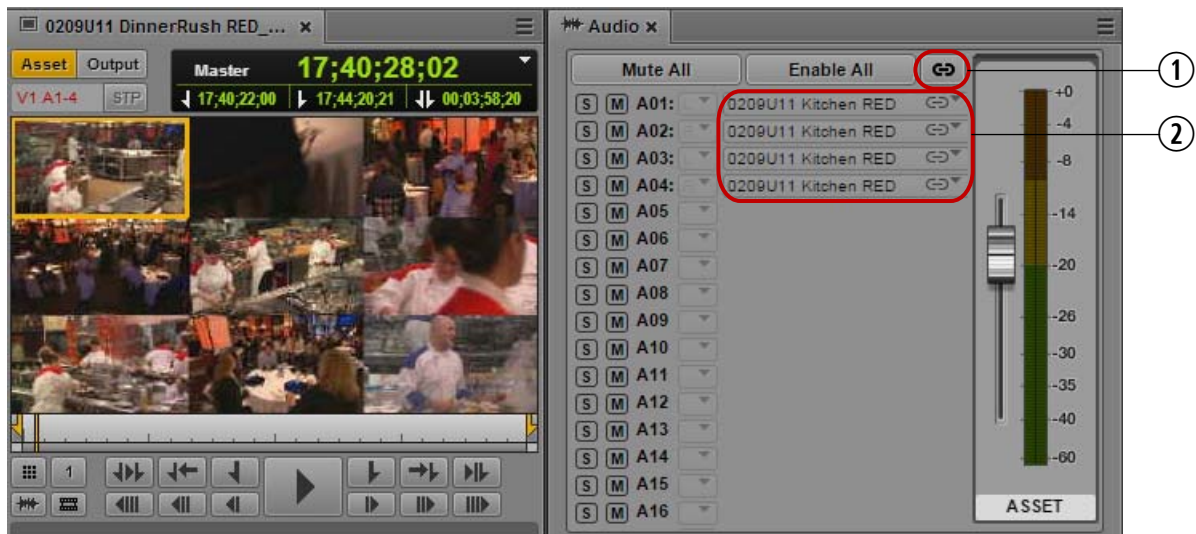 0209U11 DinnerRush RED_... x
Asset Output
Master 17;40;28;02
V1 A1-4 STP
17;40;22;00 17;44;20;21 00;03;58;20
1
Audio x
Mute All Enable All
S M A01: 0209U11 Kitchen RED
S M A02: 0209U11 Kitchen RED
S M A03: 0209U11 Kitchen RED
S M A04: 0209U11 Kitchen RED
S M A05
S M A06
S M A07
S M A08
S M A09
S M A10
S M A11
S M A12
S M A13
S M A14
S M A15
S M A16
+0
-4
-8
-14
-20
-26
-30
-35
-40
-60
ASSET
1
2